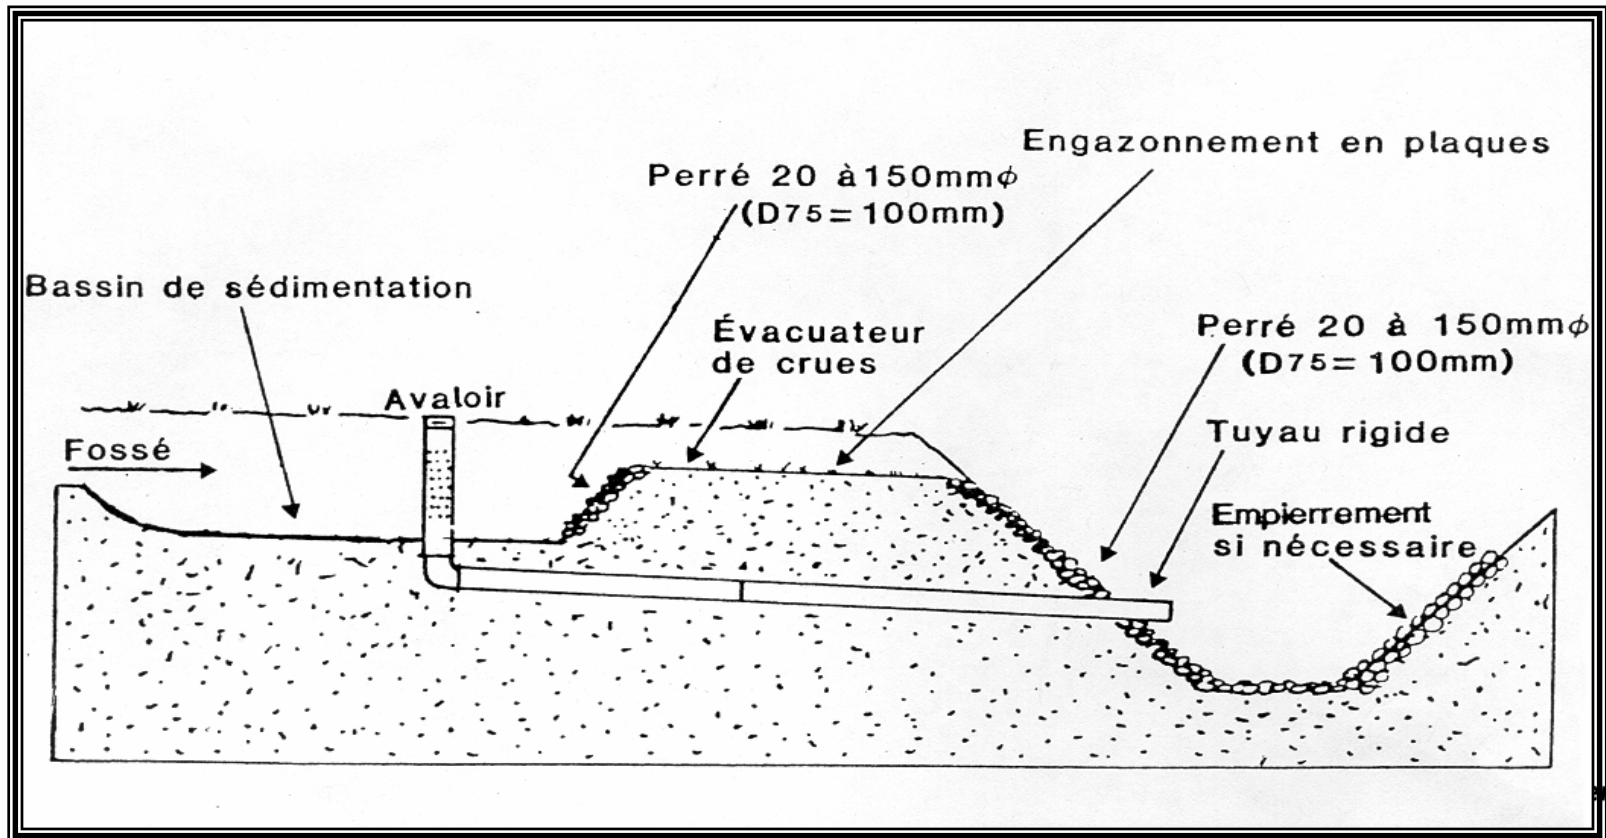 Engazonnement en plaques
Perré 20 à 150mmϕ
(D75=100mm)
Bassin de sédimentation
Évacuateur
de crues
Perré 20 à 150mmϕ
(D75=100mm)
Avaloir
Fossé
Tuyau rigide
Empierrement
si nécessaire